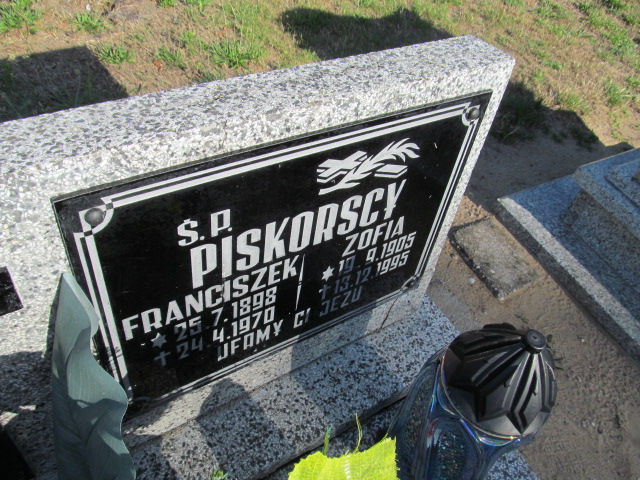 Ś.P.
PISKORSCY
FRANCISZEK ZOFIA
★ 25.7.1898 ★ 19.9.1905
✝ 24.4.1970 ✝ 13.12.1995
UFAMY CI JEZU